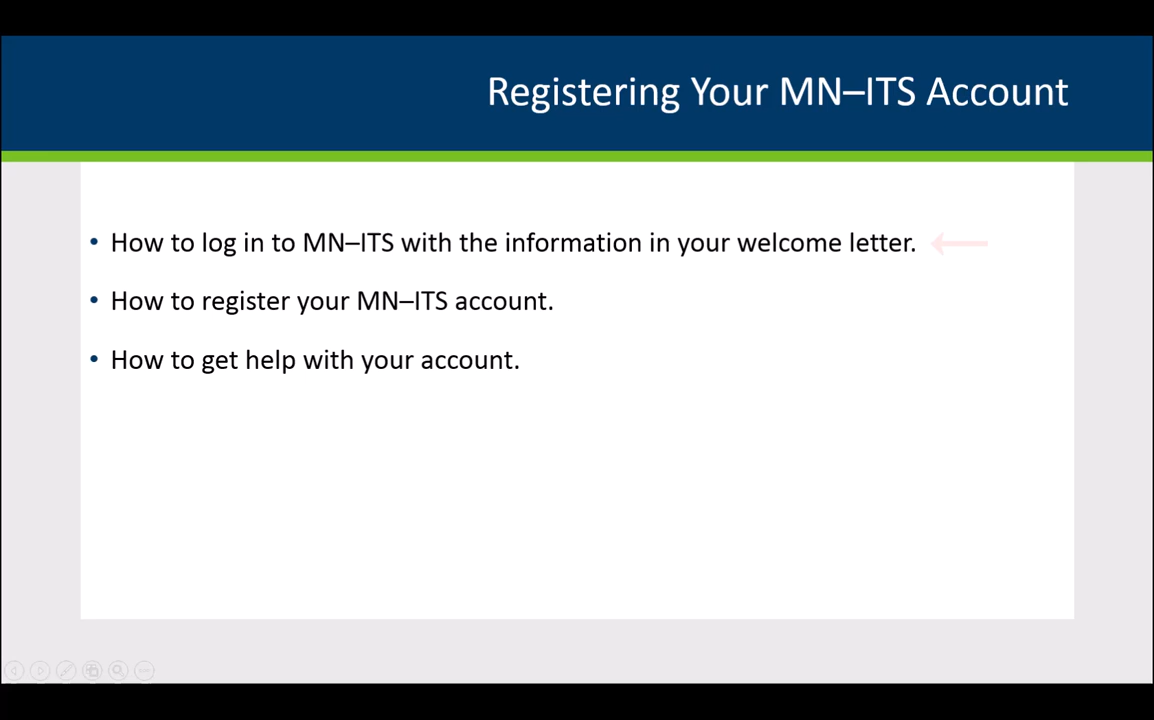 Registering Your MN–ITS Account
• How to log in to MN–ITS with the information in your welcome letter.
• How to register your MN–ITS account.
• How to get help with your account.